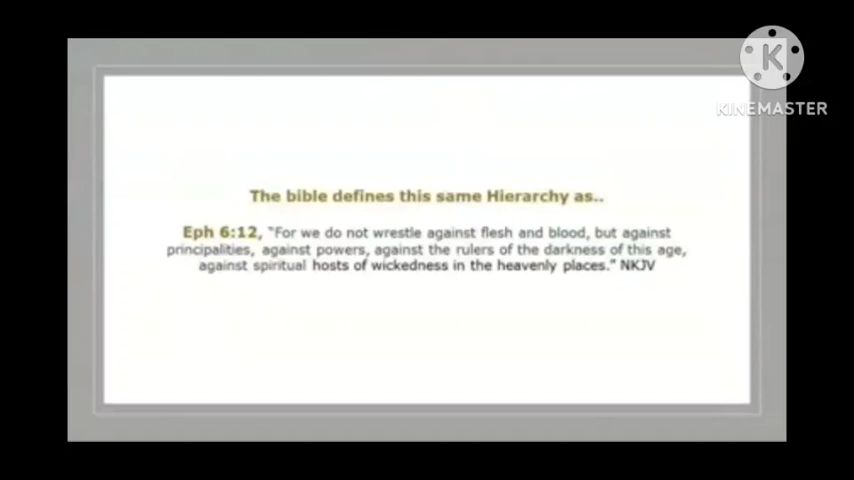 K
KINEMASTER
The bible defines this same Hierarchy as..
Eph 6:12, "For we do not wrestle against flesh and blood, but against
principalities, against powers, against the rulers of the darkness of this age,
against spiritual hosts of wickedness in the heavenly places." NKJV